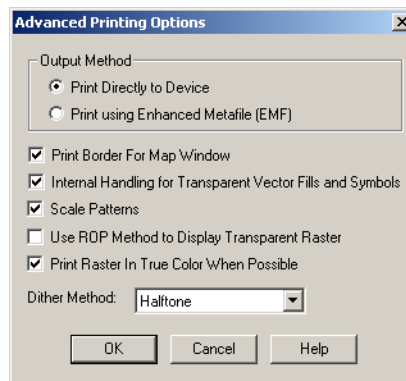 Advanced Printing Options
Output Method
Print Directly to Device
Print using Enhanced Metafile (EMF)
Print Border For Map Window
Internal Handling for Transparent Vector Fills and Symbols
Scale Patterns
Use ROP Method to Display Transparent Raster
Print Raster In True Color When Possible
Dither Method: Halftone
OK Cancel Help